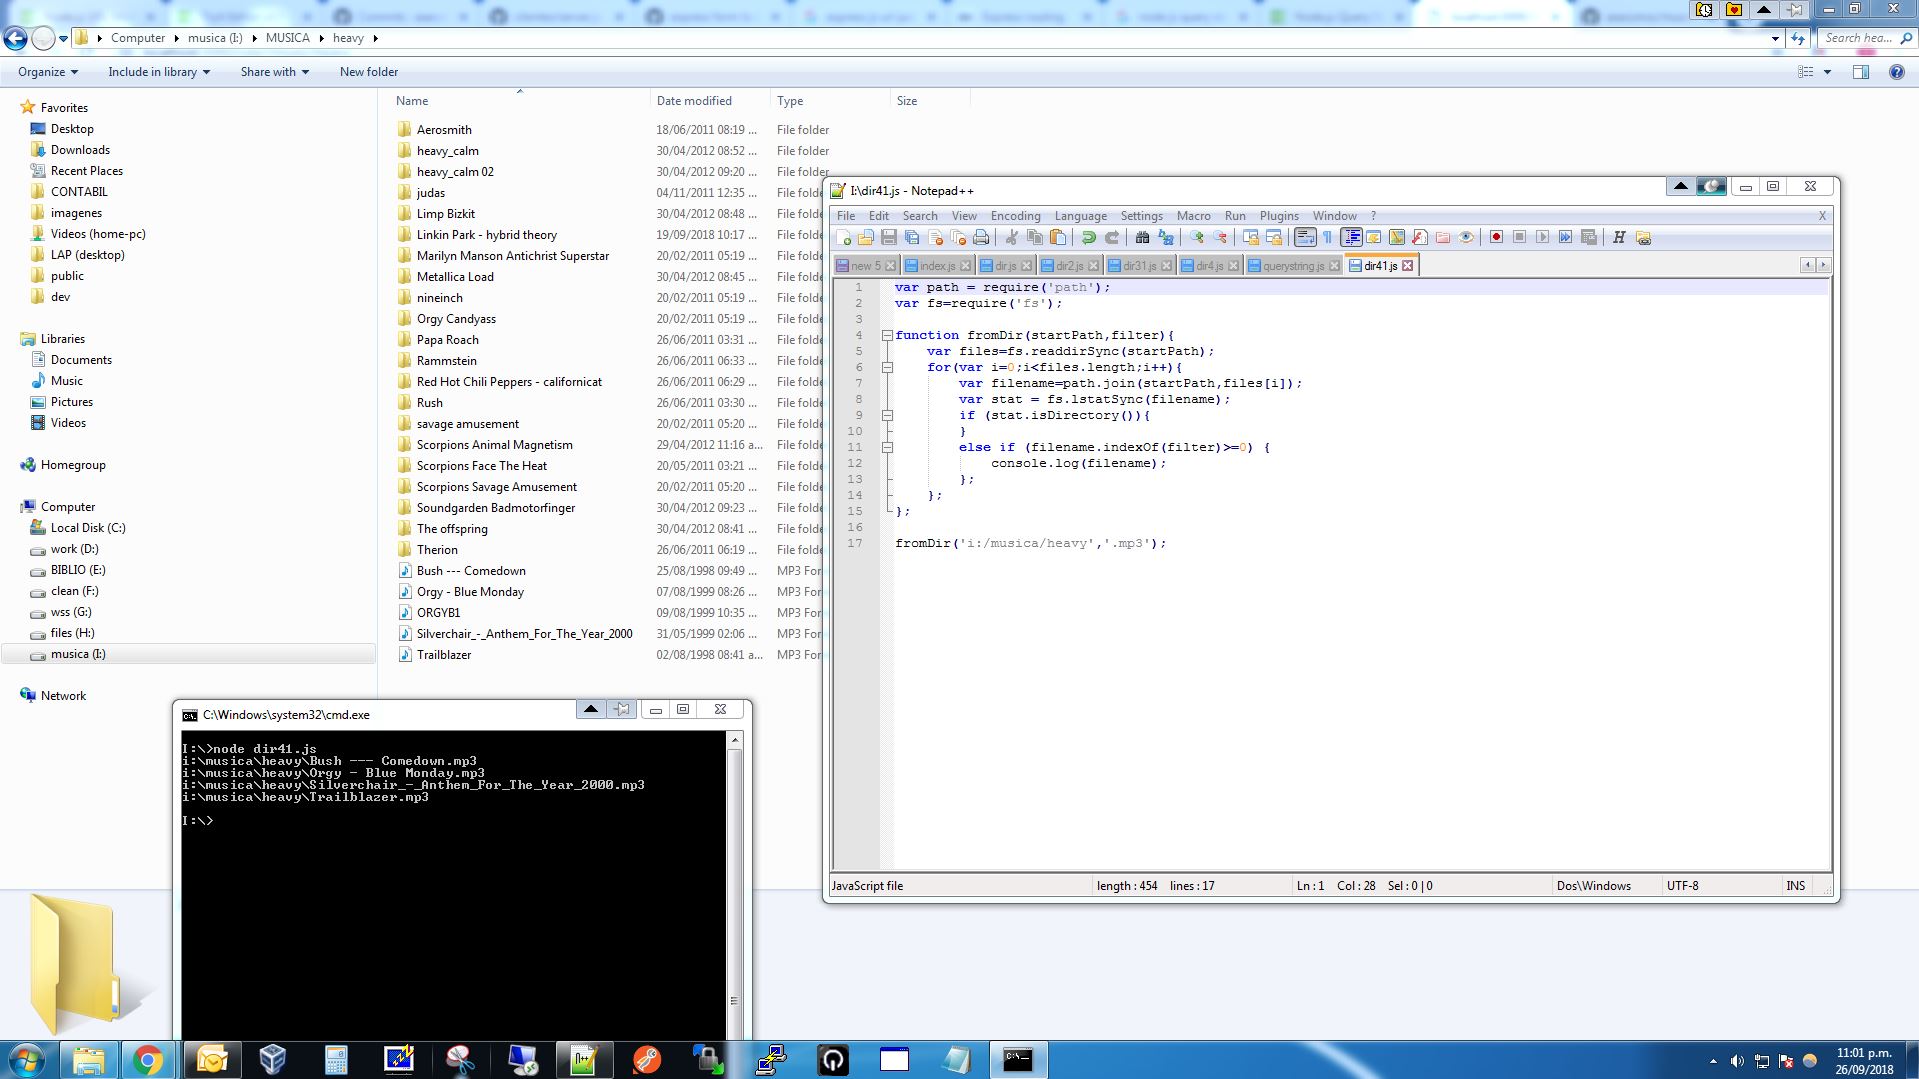 Computer ▸ musica (I:) ▸ MUSICA ▸ heavy ▸
Search hea...
Organize Include in library Share with New folder
Favorites
Desktop
Downloads
Recent Places
CONTABIL
imagenes
Videos (home-pc)
LAP (desktop)
public
dev
Libraries
Documents
Music
Pictures
Videos
Homegroup
Computer
Local Disk (C:)
work (D:)
BIBLIO (E:)
clean (F:)
wss (G:)
files (H:)
musica (I:)
Network
Name Date modified Type Size
Aerosmith 18/06/2011 08:19 ... File folder
heavy_calm 30/04/2012 08:52 ... File folder
heavy_calm 02 30/04/2012 09:20 ... File folder
judas 04/11/2011 12:35 ... File folde
Limp Bizkit 30/04/2012 08:48 ... File folde
Linkin Park - hybrid theory 19/09/2018 10:17 ... File folde
Marilyn Manson Antichrist Superstar 20/02/2011 05:19 ... File folde
Metallica Load 30/04/2012 08:45 ... File folde
nineinch 20/02/2011 05:19 ... File folde
Orgy Candyass 20/02/2011 05:19 ... File folde
Papa Roach 26/06/2011 03:31 ... File folde
Rammstein 26/06/2011 06:33 ... File folde
Red Hot Chili Peppers - californicat 26/06/2011 06:29 ... File folde
Rush 26/06/2011 03:30 ... File folde
savage amusement 20/02/2011 05:20 ... File folde
Scorpions Animal Magnetism 29/04/2012 11:16 a... File folde
Scorpions Face The Heat 20/05/2011 03:21 ... File folde
Scorpions Savage Amusement 20/02/2011 05:20 ... File folde
Soundgarden Badmotorfinger 30/04/2012 09:23 ... File folde
The offspring 30/04/2012 08:41 ... File folde
Therion 26/06/2011 06:19 ... File folde
Bush --- Comedown 25/08/1998 09:49 ... MP3 For
Orgy - Blue Monday 07/08/1999 08:26 ... MP3 For
ORGYB1 09/08/1999 10:35 ... MP3 For
Silverchair_-_Anthem_For_The_Year_2000 31/05/1999 02:06 ... MP3 For
Trailblazer 02/08/1998 08:41 a... MP3 For
I:\dir41.js - Notepad++
File Edit Search View Encoding Language Settings Macro Run Plugins Window ? X
new 5 index.js dir.js dir2.js dir31.js dir4.js querystring.js dir41.js
1 var path = require('path');
2 var fs=require('fs');
3
4 function fromDir(startPath,filter){
5 var files=fs.readdirSync(startPath);
6 for(var i=0;i<files.length;i++){
7 var filename=path.join(startPath,files[i]);
8 var stat = fs.lstatSync(filename);
9 if (stat.isDirectory()){
10 }
11 else if (filename.indexOf(filter)>=0) {
12 console.log(filename);
13 };
14 };
15 };
16
17 fromDir('i:/musica/heavy','.mp3');
JavaScript file length : 454 lines : 17 Ln : 1 Col : 28 Sel : 0 | 0 Dos\Windows UTF-8 INS
C:\Windows\system32\cmd.exe
I:\>node dir41.js
i:\musica\heavy\Bush --- Comedown.mp3
i:\musica\heavy\Orgy - Blue Monday.mp3
i:\musica\heavy\Silverchair_-_Anthem_For_The_Year_2000.mp3
i:\musica\heavy\Trailblazer.mp3
I:\>
11:01 p.m.
26/09/2018